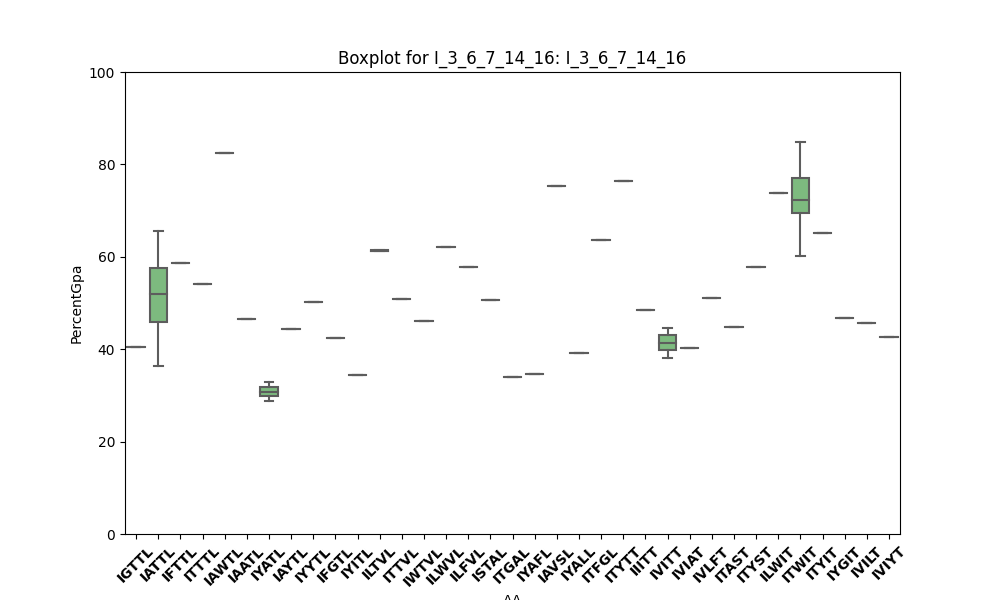 Boxplot for I_3_6_7_14_16: I_3_6_7_14_16
PercentGpa
100
80
60
40
20
0
IGTTL
IATTL
IFTTL
ITTTL
IAWTL
IAATL
IYATL
IAYTL
IYYTL
IFGTL
IYITL
ILTVL
ITTVL
IWTVL
ILWVL
ILFVL
ISTAL
ITGAL
IYAFL
IAVSL
IYALL
ITFGL
ITYTT
IIITT
IVITT
IVIAT
IVLFT
ITAST
ITYST
ILWIT
ITWIT
ITYIT
IYGIT
IVILT
IVIYT